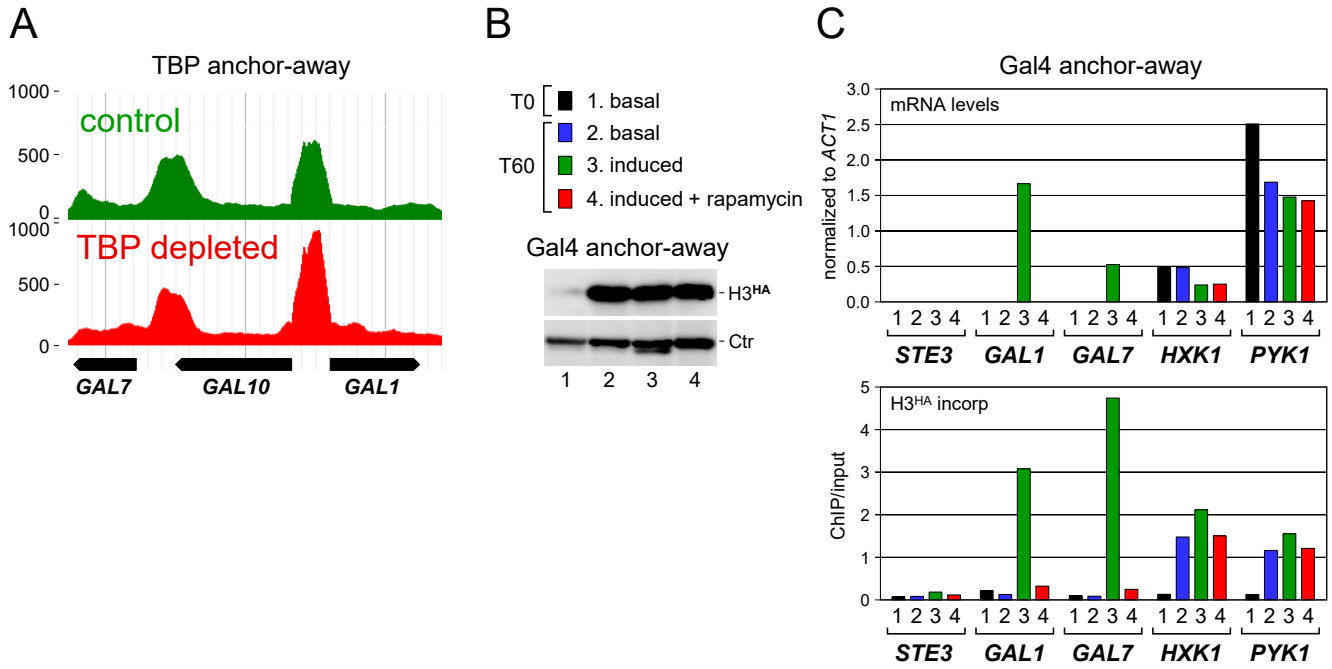 A
TBP anchor-away
1000
control
500
0
1000
TBP depleted
500
0
GAL7 GAL10 GAL1
B
T0 1. basal
2. basal
T60 3. induced
4. induced + rapamycin
Gal4 anchor-away
H3HA
Ctr
1 2 3 4
C
Gal4 anchor-away
mRNA levels
normalized to ACT1
3.0
2.5
2.0
1.5
1.0
0.5
0.0
1 2 3 4 1 2 3 4 1 2 3 4 1 2 3 4 1 2 3 4
STE3 GAL1 GAL7 HXK1 PYK1
H3HA incorp
ChIP/input
5
4
3
2
1
0
1 2 3 4 1 2 3 4 1 2 3 4 1 2 3 4 1 2 3 4
STE3 GAL1 GAL7 HXK1 PYK1